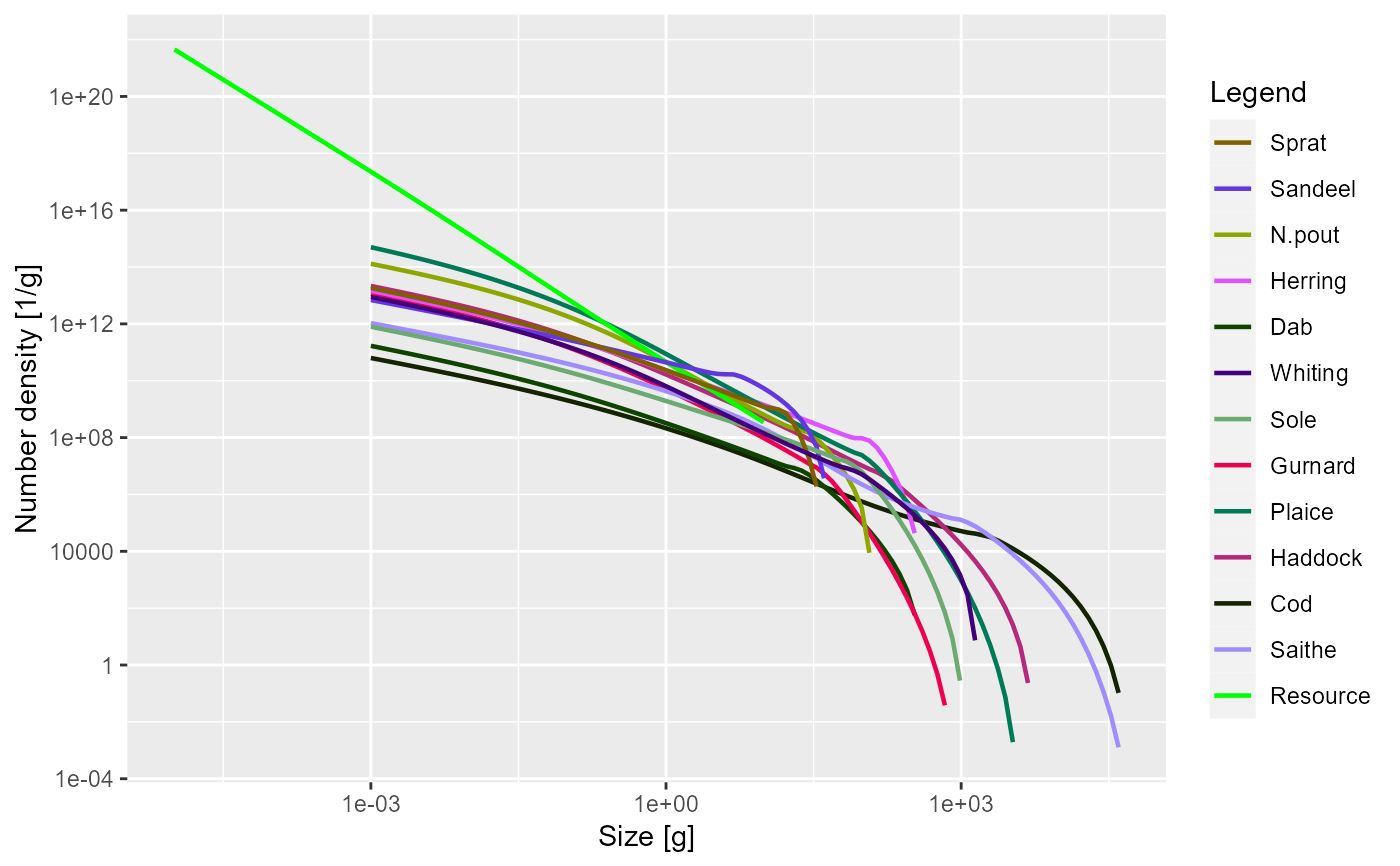 Number density [1/g]
1e+20
1e+16
1e+12
1e+08
10000
1
1e-04
1e-03
1e+00
1e+03
Size [g]
Legend
Sprat
Sandeel
N.pout
Herring
Dab
Whiting
Sole
Gurnard
Plaice
Haddock
Cod
Saithe
Resource